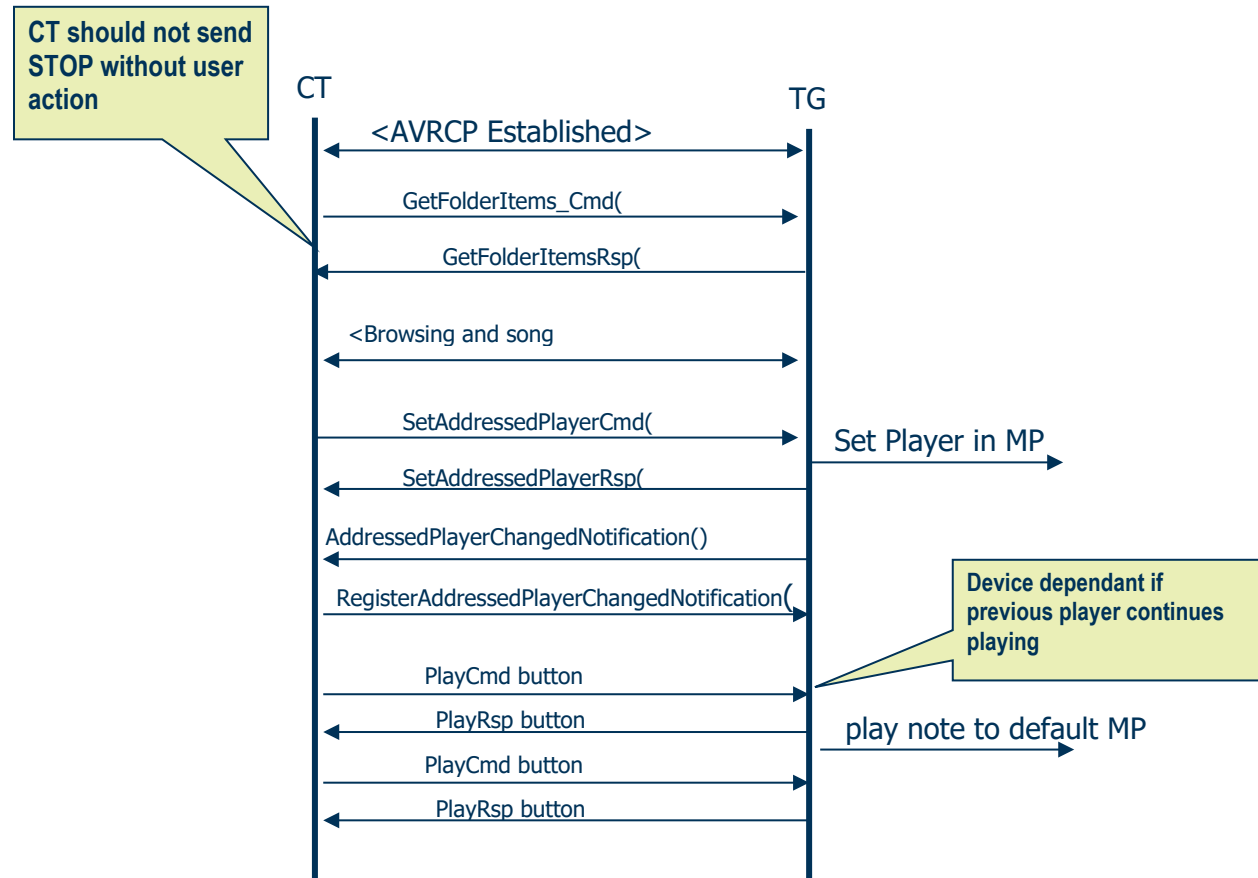 CT should not send
STOP without user
action
CT
TG
<AVRCP Established>
GetFolderItems_Cmd(
GetFolderItemsRsp(
<Browsing and song
SetAddressedPlayerCmd(
Set Player in MP
SetAddressedPlayerRsp(
AddressedPlayerChangedNotification()
RegisterAddressedPlayerChangedNotification(
Device dependant if
previous player continues
playing
PlayCmd button
PlayRsp button
play note to default MP
PlayCmd button
PlayRsp button